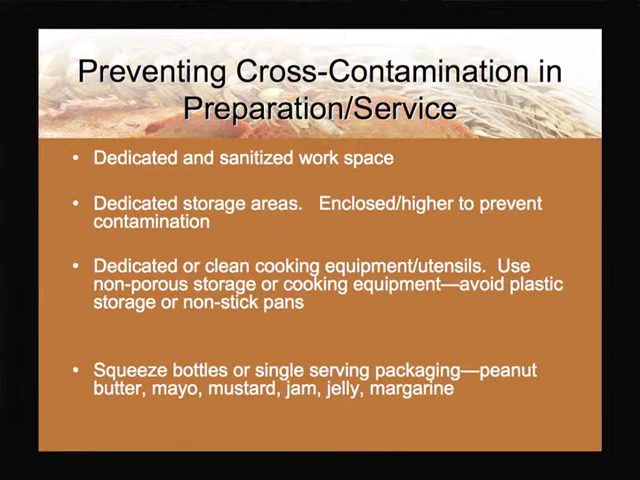 Preventing Cross-Contamination in
Preparation/Service
• Dedicated and sanitized work space
• Dedicated storage areas.   Enclosed/higher to prevent
contamination
• Dedicated or clean cooking equipment/utensils.  Use
non-porous storage or cooking equipment—avoid plastic
storage or non-stick pans
• Squeeze bottles or single serving packaging—peanut
butter, mayo, mustard, jam, jelly, margarine